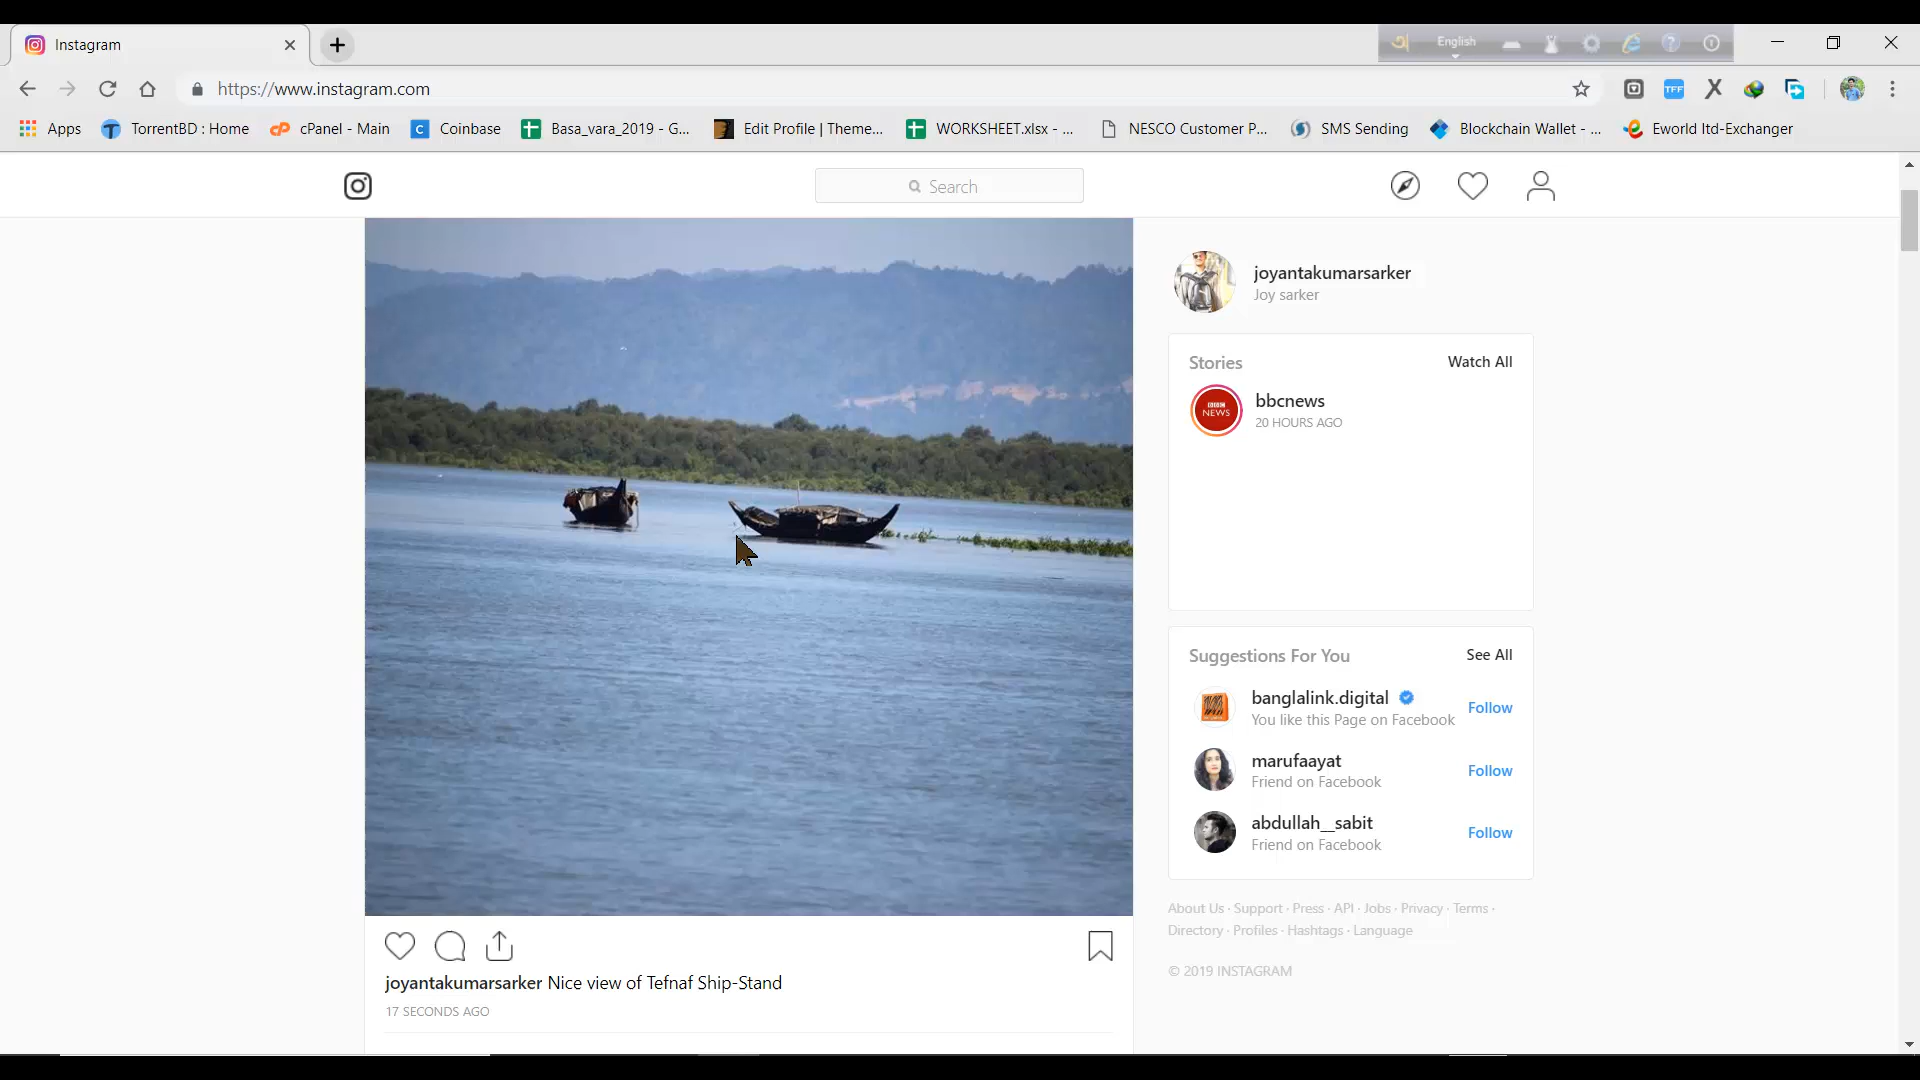 Instagram
English
https://www.instagram.com
Apps
TorrentBD : Home
cPanel - Main
Coinbase
Basa_vara_2019 - G...
Edit Profile | Theme...
WORKSHEET.xlsx - ...
NESCO Customer P...
SMS Sending
Blockchain Wallet - ...
Eworld ltd-Exchanger
Search
joyantakumarsarker
Joy sarker
Stories
Watch All
BBC NEWS
bbcnews
20 HOURS AGO
Suggestions For You
See All
banglalink.digital
You like this Page on Facebook
Follow
marufaayat
Friend on Facebook
Follow
abdullah__sabit
Friend on Facebook
Follow
About Us · Support · Press · API · Jobs · Privacy · Terms ·
Directory · Profiles · Hashtags · Language
© 2019 INSTAGRAM
joyantakumarsarker Nice view of Tefnaf Ship-Stand
17 SECONDS AGO